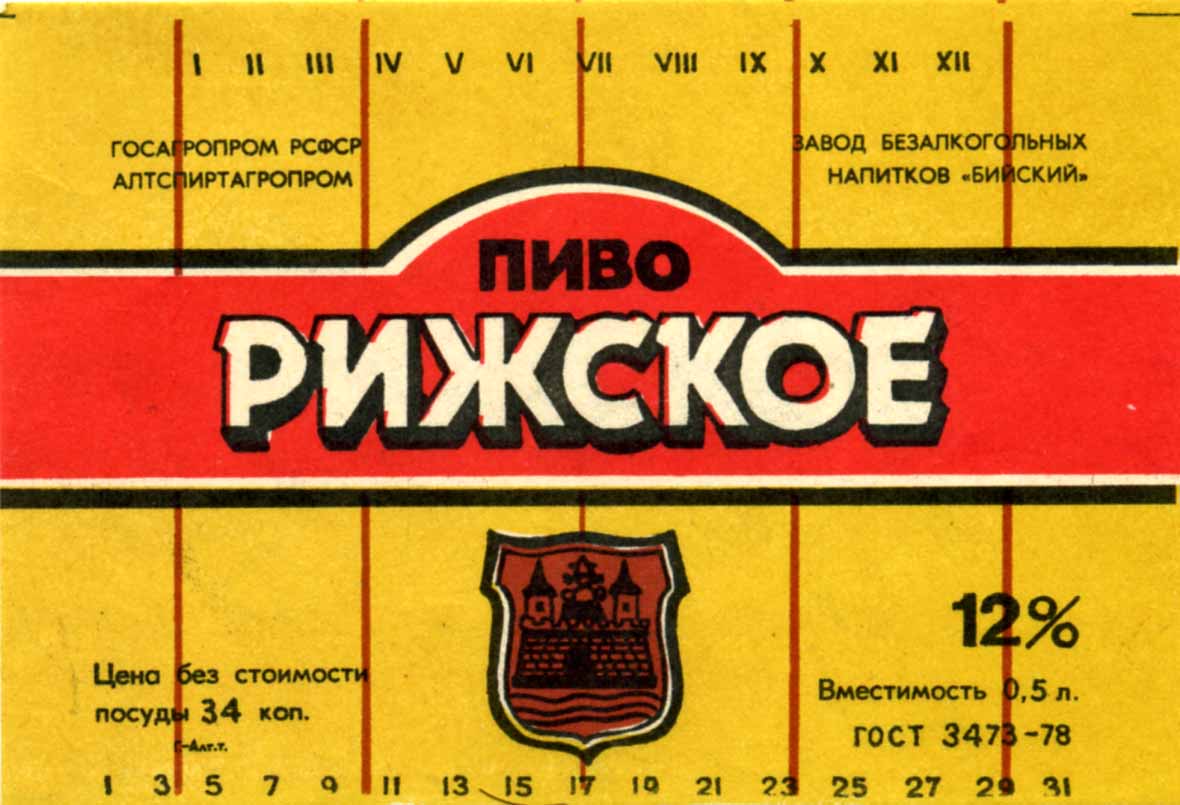 I II III IV V VI VII VIII IX X XI XII
ГОСАГРОПРОМ РСФСР
АЛТСПИРТАГРОПРОМ
ЗАВОД БЕЗАЛКОГОЛЬНЫХ
НАПИТКОВ «БИЙСКИЙ»
ПИВО
РИЖСКОЕ
Цена без стоимости
посуды 34 коп.
Г-Алт.т.
12%
Вместимость 0,5 л.
ГОСТ 3473-78
1 3 5 7 9 11 13 15 17 19 21 23 25 27 29 31